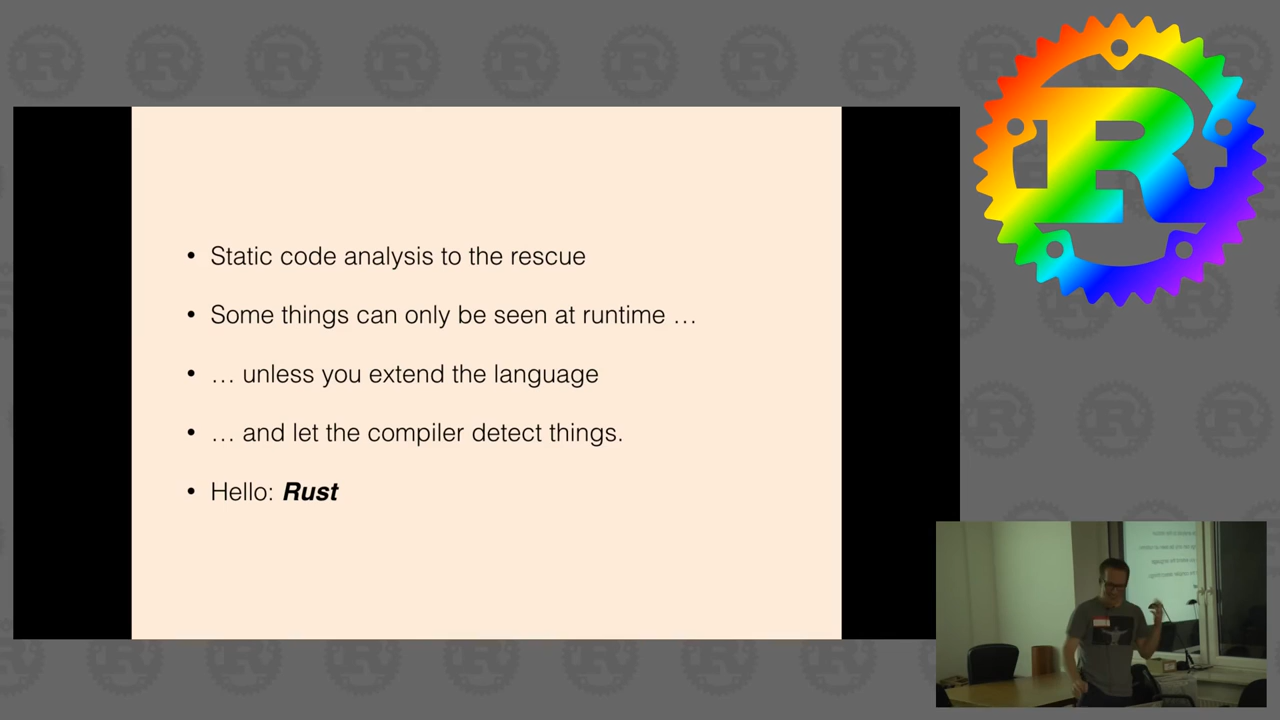 • Static code analysis to the rescue
• Some things can only be seen at runtime …
• … unless you extend the language
• … and let the compiler detect things.
• Hello: Rust
R